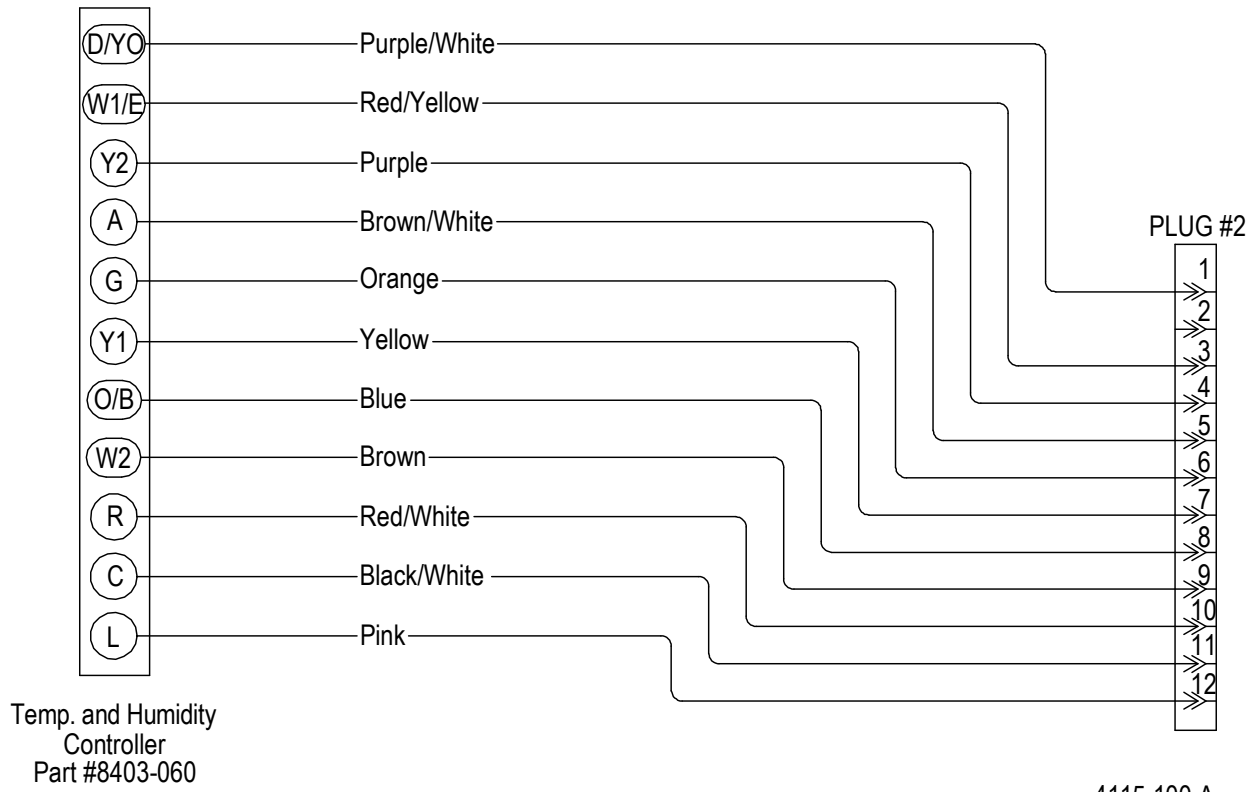 D/YO Purple/White
W1/E Red/Yellow
Y2 Purple
A Brown/White
G Orange
Y1 Yellow
O/B Blue
W2 Brown
R Red/White
C Black/White
L Pink
Temp. and Humidity
Controller
Part #8403-060
PLUG #2
1
2
3
4
5
6
7
8
9
10
11
12